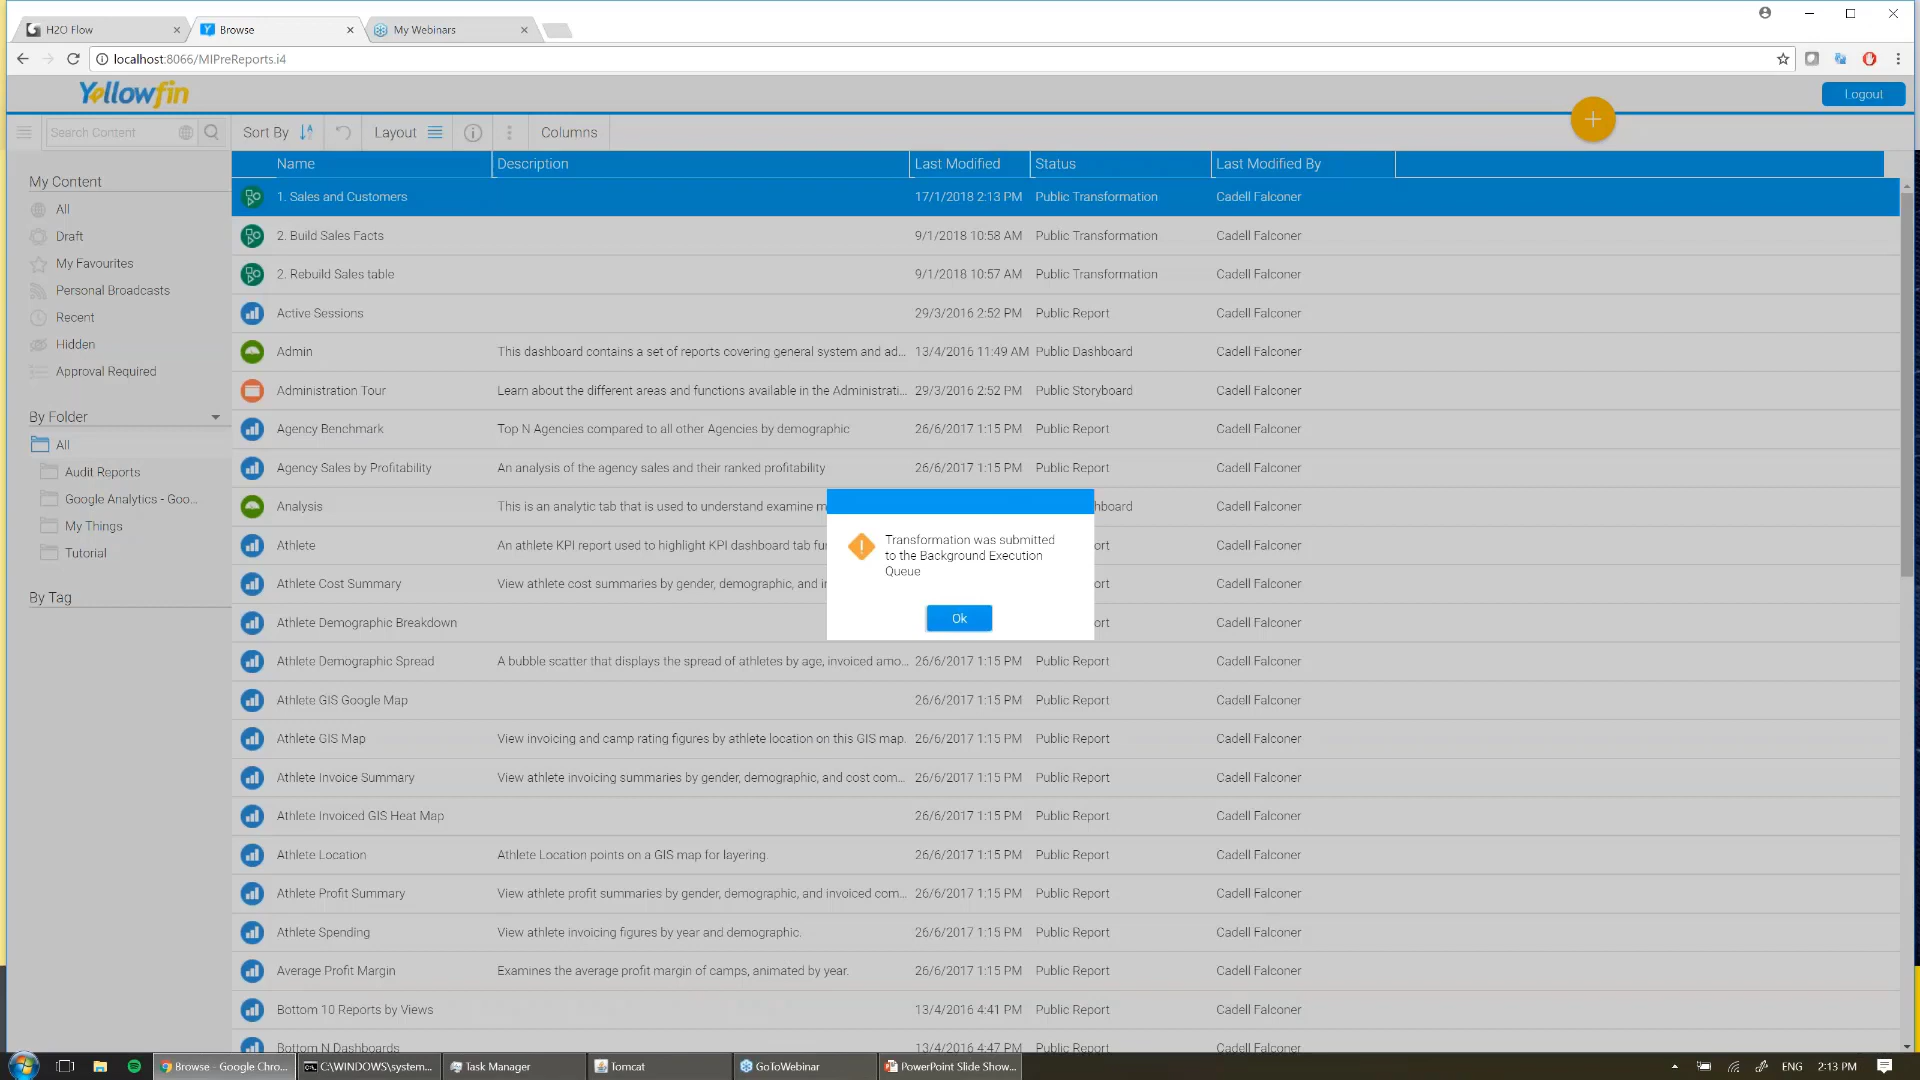 H2O Flow
Browse
My Webinars
localhost:8066/MIPreReports.i4
Yellowfin
Logout
Search Content
Sort By
Layout
Columns
Name
Description
Last Modified
Status
Last Modified By
My Content
All
Draft
My Favourites
Personal Broadcasts
Recent
Hidden
Approval Required
By Folder
All
Audit Reports
Google Analytics - Goo...
My Things
Tutorial
By Tag
1. Sales and Customers 17/1/2018 2:13 PM Public Transformation Cadell Falconer
2. Build Sales Facts 9/1/2018 10:58 AM Public Transformation Cadell Falconer
2. Rebuild Sales table 9/1/2018 10:57 AM Public Transformation Cadell Falconer
Active Sessions 29/3/2016 2:52 PM Public Report Cadell Falconer
Admin This dashboard contains a set of reports covering general system and ad... 13/4/2016 11:49 AM Public Dashboard Cadell Falconer
Administration Tour Learn about the different areas and functions available in the Administrati... 29/3/2016 2:52 PM Public Storyboard Cadell Falconer
Agency Benchmark Top N Agencies compared to all other Agencies by demographic 26/6/2017 1:15 PM Public Report Cadell Falconer
Agency Sales by Profitability An analysis of the agency sales and their ranked profitability 26/6/2017 1:15 PM Public Report Cadell Falconer
Analysis This is an analytic tab that is used to understand examine m hboard Cadell Falconer
Athlete An athlete KPI report used to highlight KPI dashboard tab fu ort Cadell Falconer
Athlete Cost Summary View athlete cost summaries by gender, demographic, and i ort Cadell Falconer
Athlete Demographic Breakdown ort Cadell Falconer
Athlete Demographic Spread A bubble scatter that displays the spread of athletes by age, invoiced amo... 26/6/2017 1:15 PM Public Report Cadell Falconer
Athlete GIS Google Map 26/6/2017 1:15 PM Public Report Cadell Falconer
Athlete GIS Map View invoicing and camp rating figures by athlete location on this GIS map. 26/6/2017 1:15 PM Public Report Cadell Falconer
Athlete Invoice Summary View athlete invoicing summaries by gender, demographic, and cost com... 26/6/2017 1:15 PM Public Report Cadell Falconer
Athlete Invoiced GIS Heat Map 26/6/2017 1:15 PM Public Report Cadell Falconer
Athlete Location Athlete Location points on a GIS map for layering. 26/6/2017 1:15 PM Public Report Cadell Falconer
Athlete Profit Summary View athlete profit summaries by gender, demographic, and invoiced com... 26/6/2017 1:15 PM Public Report Cadell Falconer
Athlete Spending View athlete invoicing figures by year and demographic. 26/6/2017 1:15 PM Public Report Cadell Falconer
Average Profit Margin Examines the average profit margin of camps, animated by year. 26/6/2017 1:15 PM Public Report Cadell Falconer
Bottom 10 Reports by Views 13/4/2016 4:41 PM Public Report Cadell Falconer
Bottom N Dashboards 13/4/2016 4:47 PM Public Report Cadell Falconer
Transformation was submitted
to the Background Execution
Queue
Ok
Browse - Google Chro...
C:\WINDOWS\system...
Task Manager
Tomcat
GoToWebinar
PowerPoint Slide Show...
ENG
2:13 PM